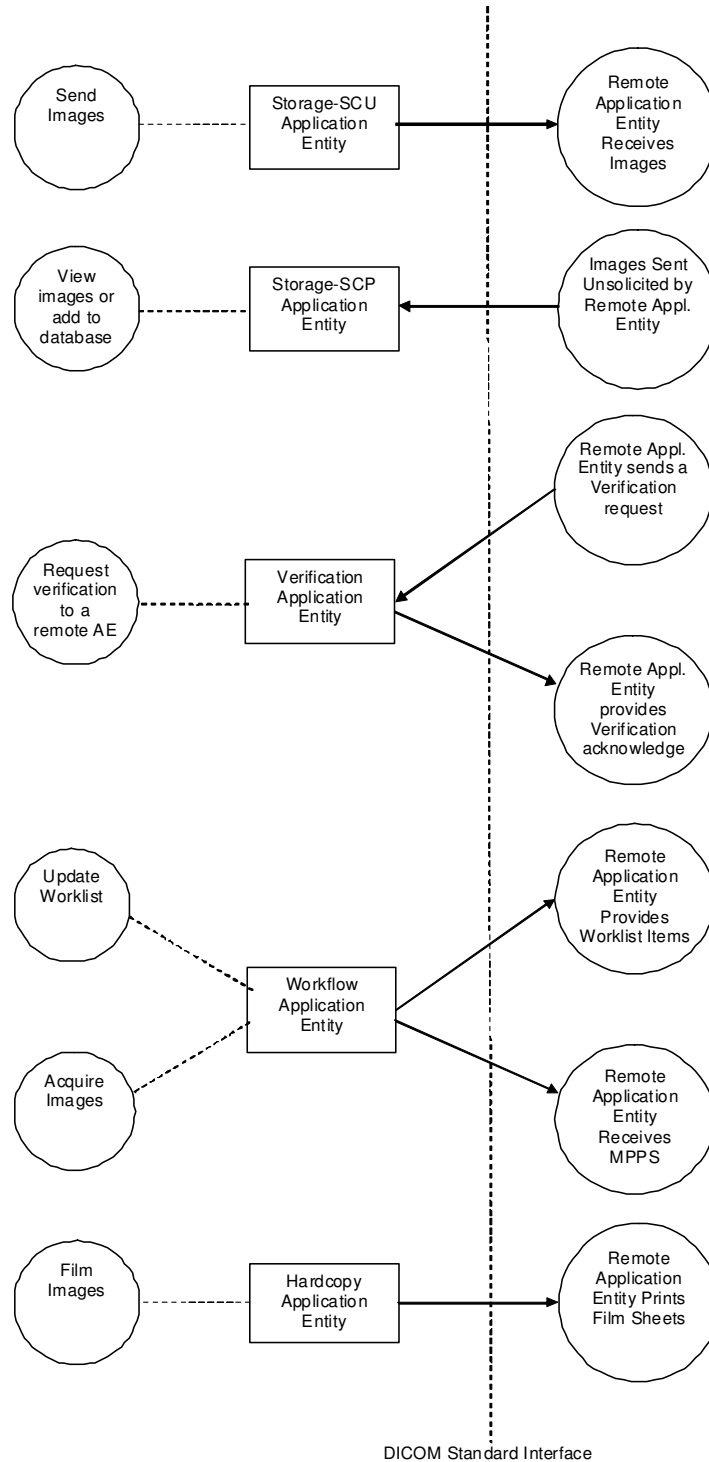 Send
Images
Storage-SCU
Application
Entity
Remote
Application
Entity
Receives
Images
View
images or
add to
database
Storage-SCP
Application
Entity
Images Sent
Unsolicited by
Remote Appl.
Entity
Remote Appl.
Entity sends a
Verification
request
Request
verification
to a
remote AE
Verification
Application
Entity
Remote Appl.
Entity
provides
Verification
acknowledge
Update
Worklist
Remote
Application
Entity
Provides
Worklist Items
Workflow
Application
Entity
Acquire
Images
Remote
Application
Entity
Receives
MPPS
Film
Images
Hardcopy
Application
Entity
Remote
Application
Entity Prints
Film Sheets
DICOM Standard Interface